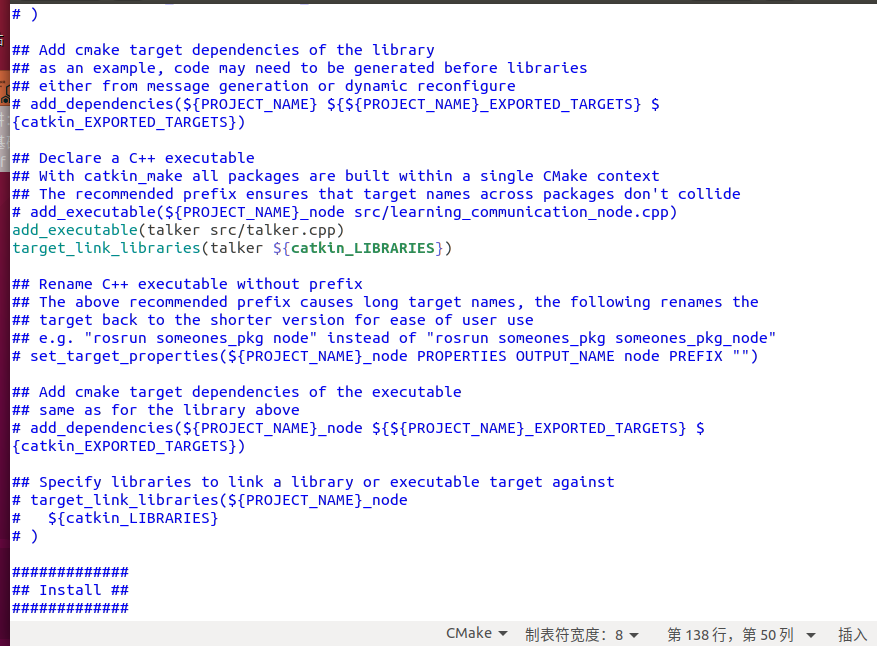 # )
## Add cmake target dependencies of the library
## as an example, code may need to be generated before libraries
## either from message generation or dynamic reconfigure
# add_dependencies(${PROJECT_NAME} ${${PROJECT_NAME}_EXPORTED_TARGETS} $
{catkin_EXPORTED_TARGETS})
## Declare a C++ executable
## With catkin_make all packages are built within a single CMake context
## The recommended prefix ensures that target names across packages don't collide
# add_executable(${PROJECT_NAME}_node src/learning_communication_node.cpp)
add_executable(talker src/talker.cpp)
target_link_libraries(talker ${catkin_LIBRARIES})
## Rename C++ executable without prefix
## The above recommended prefix causes long target names, the following renames the
## target back to the shorter version for ease of user use
## e.g. "rosrun someones_pkg node" instead of "rosrun someones_pkg someones_pkg_node"
# set_target_properties(${PROJECT_NAME}_node PROPERTIES OUTPUT_NAME node PREFIX "")
## Add cmake target dependencies of the executable
## same as for the library above
# add_dependencies(${PROJECT_NAME}_node ${${PROJECT_NAME}_EXPORTED_TARGETS} $
{catkin_EXPORTED_TARGETS})
## Specify libraries to link a library or executable target against
# target_link_libraries(${PROJECT_NAME}_node
#   ${catkin_LIBRARIES}
# )
#############
## Install ##
#############
CMake 制表符宽度：8 第 138 行，第 50 列 插入